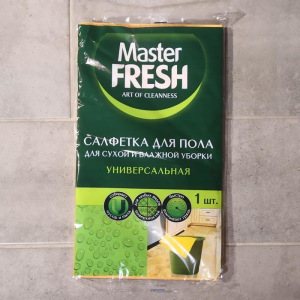 Master
FRESH
ART OF CLEANNESS
САЛФЕТКА ДЛЯ ПОЛА
ДЛЯ СУХОЙ И ВЛАЖНОЙ УБОРКИ
УНИВЕРСАЛЬНАЯ
1 шт.